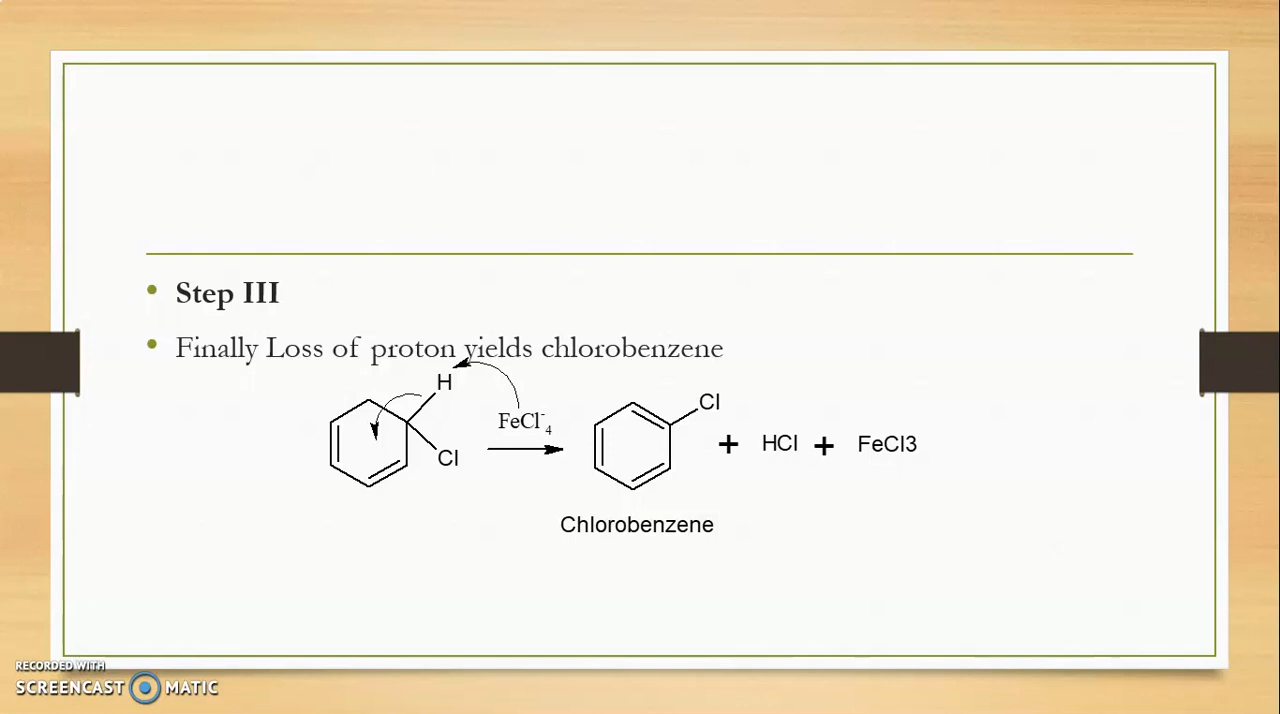 Step III
Finally Loss of proton yields chlorobenzene
H
FeCl⁻₄
Cl
Cl
+ HCl + FeCl3
Chlorobenzene
RECORDED WITH
SCREENCAST MATIC